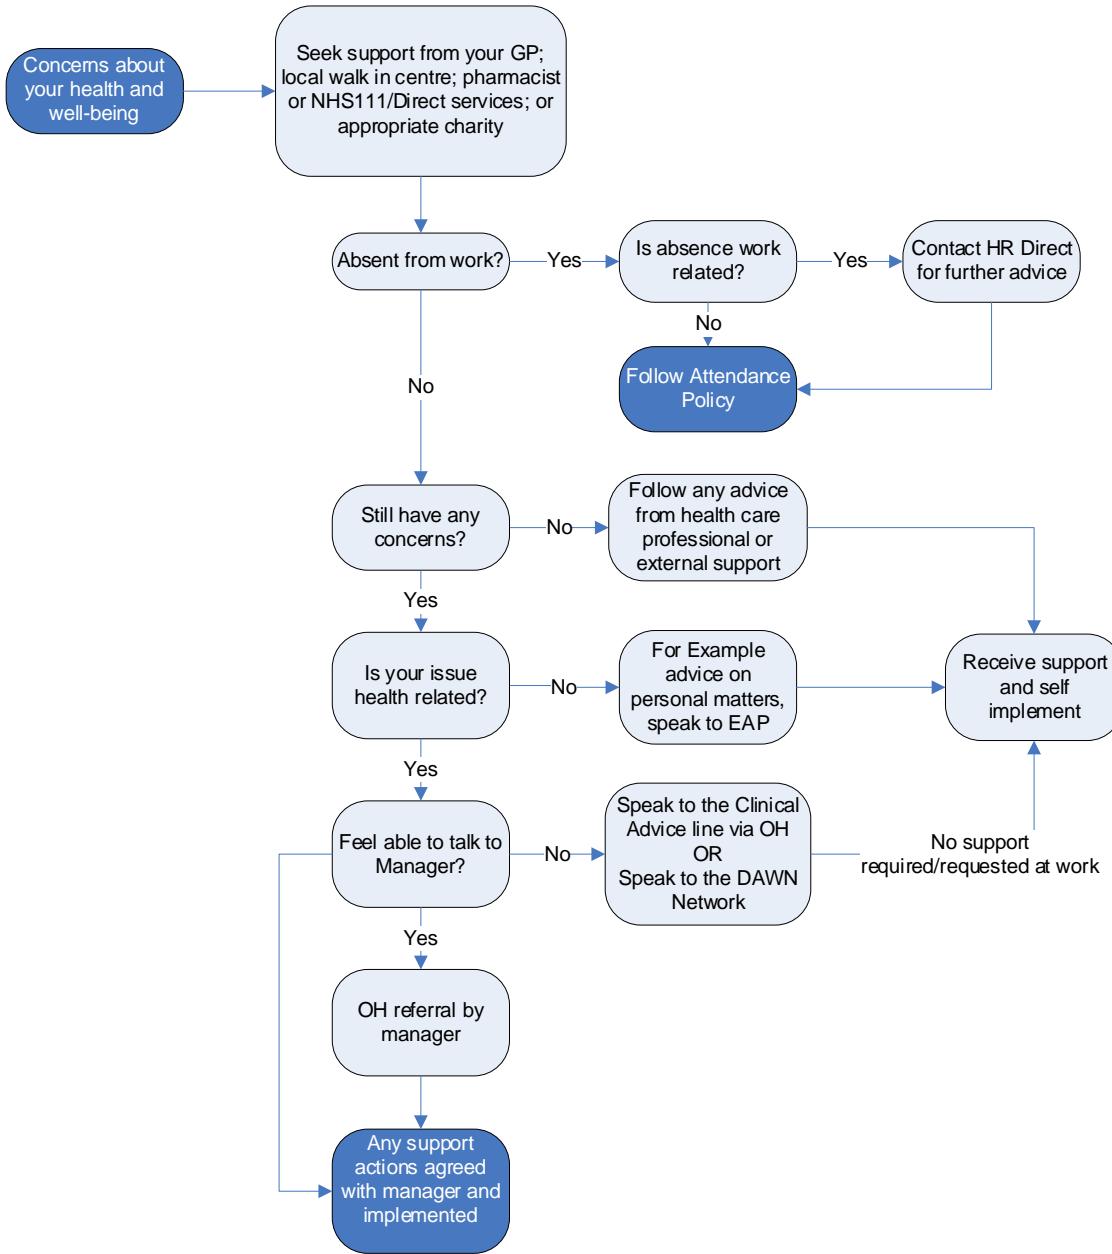 Concerns about
your health and
well-being
Seek support from your GP;
local walk in centre; pharmacist
or NHS111/Direct services; or
appropriate charity
Absent from work?
Yes
Is absence work
related?
Yes
Contact HR Direct
for further advice
No
Follow Attendance
Policy
No
Still have any
concerns?
No
Follow any advice
from health care
professional or
external support
Yes
Is your issue
health related?
No
For Example
advice on
personal matters,
speak to EAP
Receive support
and self
implement
Yes
Feel able to talk to
Manager?
No
Speak to the Clinical
Advice line via OH
OR
Speak to the DAWN
Network
No support
required/requested at work
Yes
OH referral by
manager
Any support
actions agreed
with manager and
implemented